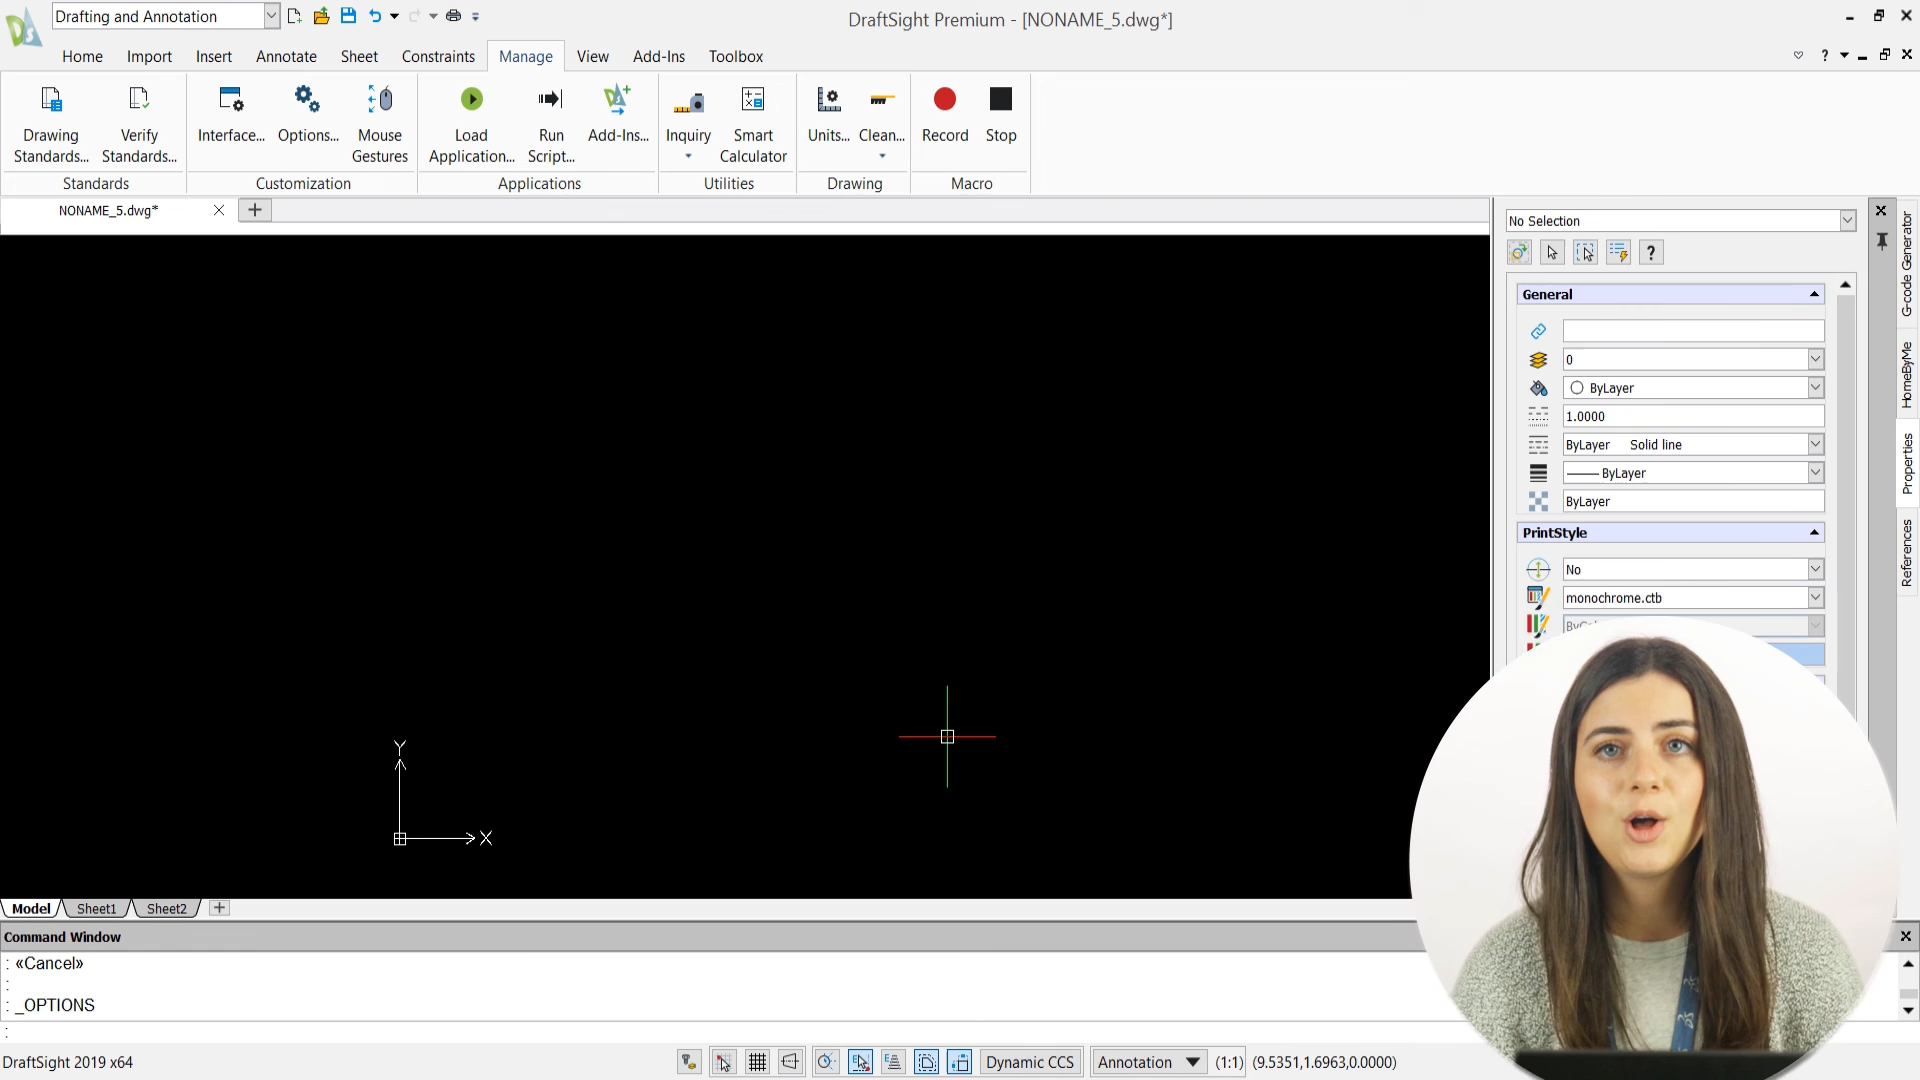 Drafting and Annotation
DraftSight Premium - [NONAME_5.dwg*]
Home Import Insert Annotate Sheet Constraints Manage View Add-Ins Toolbox
?
Drawing Standards...
Verify Standards...
Interface...
Options...
Mouse Gestures
Load Application...
Run Script...
Add-Ins...
Inquiry
Smart Calculator
Units...
Clean...
Record
Stop
Standards
Customization
Applications
Utilities
Drawing
Macro
NONAME_5.dwg*
No Selection
?
General
0
ByLayer
1.0000
ByLayer Solid line
ByLayer
ByLayer
PrintStyle
No
monochrome.ctb
G-code Generator
HomeByMe
Properties
References
Y
X
Model
Sheet1
Sheet2
Command Window
: «Cancel»
:
: _OPTIONS
:
DraftSight 2019 x64
Dynamic CCS
Annotation
(1:1)
(9.5351,1.6963,0.0000)